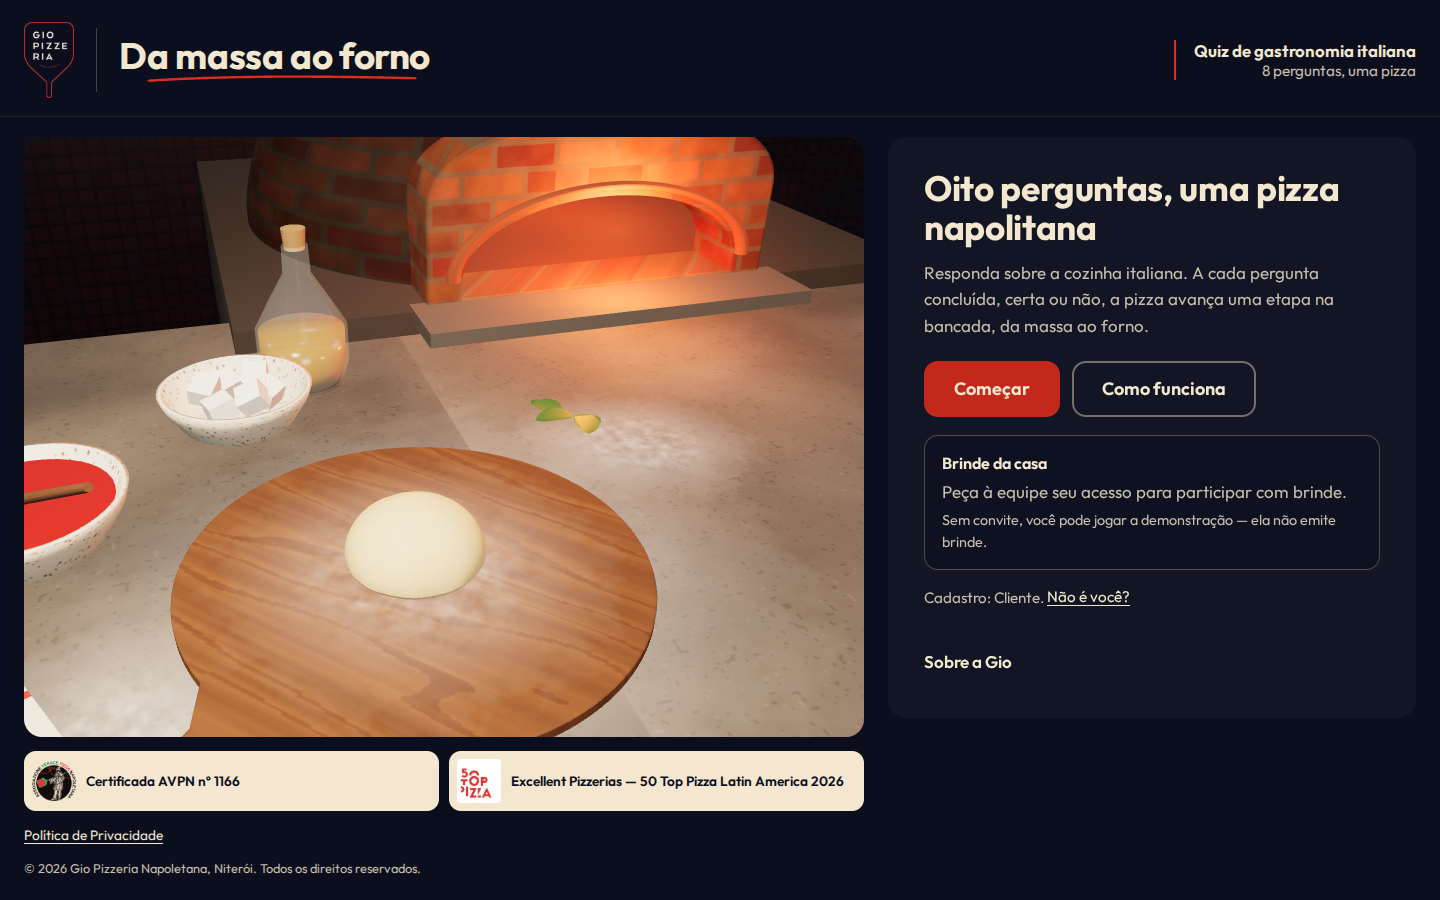 GIO
PIZZE
RIA
Da massa ao forno
Quiz de gastronomia italiana
8 perguntas, uma pizza
Oito perguntas, uma pizza
napolitana
Responda sobre a cozinha italiana. A cada pergunta
concluída, certa ou não, a pizza avança uma etapa na
bancada, da massa ao forno.
Começar
Como funciona
Brinde da casa
Peça à equipe seu acesso para participar com brinde.
Sem convite, você pode jogar a demonstração — ela não emite
brinde.
Cadastro: Cliente. Não é você?
Sobre a Gio
Certificada AVPN nº 1166
50
TOP
PIZZA
Excellent Pizzerias — 50 Top Pizza Latin America 2026
Política de Privacidade
© 2026 Gio Pizzeria Napoletana, Niterói. Todos os direitos reservados.